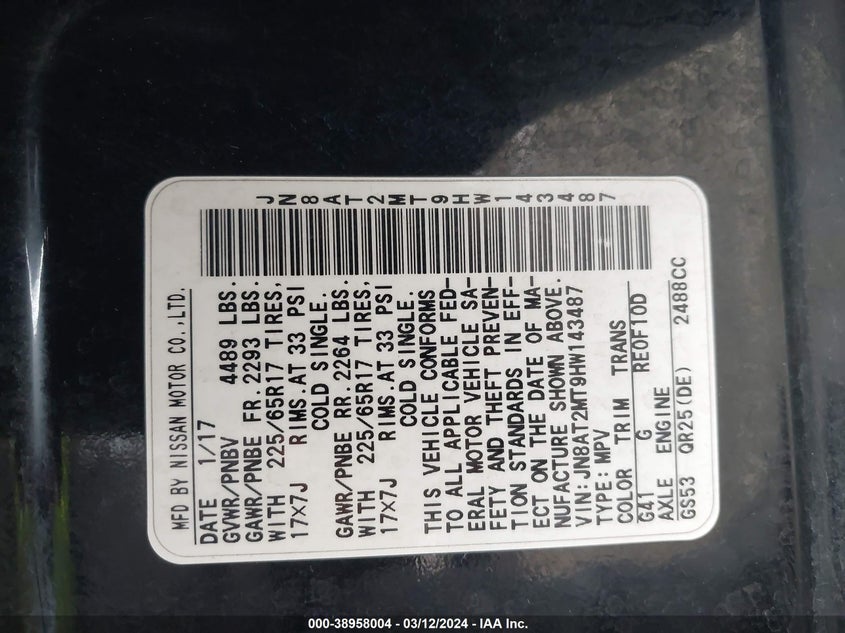 JN8AT2MT9HW143487
MFD BY NISSAN MOTOR CO.,LTD.
DATE 1/17
GVWR/PNBV 4489 LBS.
GAWR/PNBE FR. 2293 LBS.
WITH 225/65R17 TIRES,
17X7J RIMS.AT 33 PSI
COLD SINGLE.
GAWR/PNBE RR. 2264 LBS.
WITH 225/65R17 TIRES,
17X7J RIMS.AT 33 PSI
COLD SINGLE.
THIS VEHICLE CONFORMS
TO ALL APPLICABLE FED-
ERAL MOTOR VEHICLE SA-
FETY AND THEFT PREVEN-
TION STANDARDS IN EFF-
ECT ON THE DATE OF MA-
NUFACTURE SHOWN ABOVE.
VIN:JN8AT2MT9HW143487
TYPE:MPV
COLOR TRIM TRANS
G41 G RE0F10D
AXLE ENGINE
GS53 QR25(DE) 2488CC
000-38958004 - 03/12/2024 - IAA Inc.